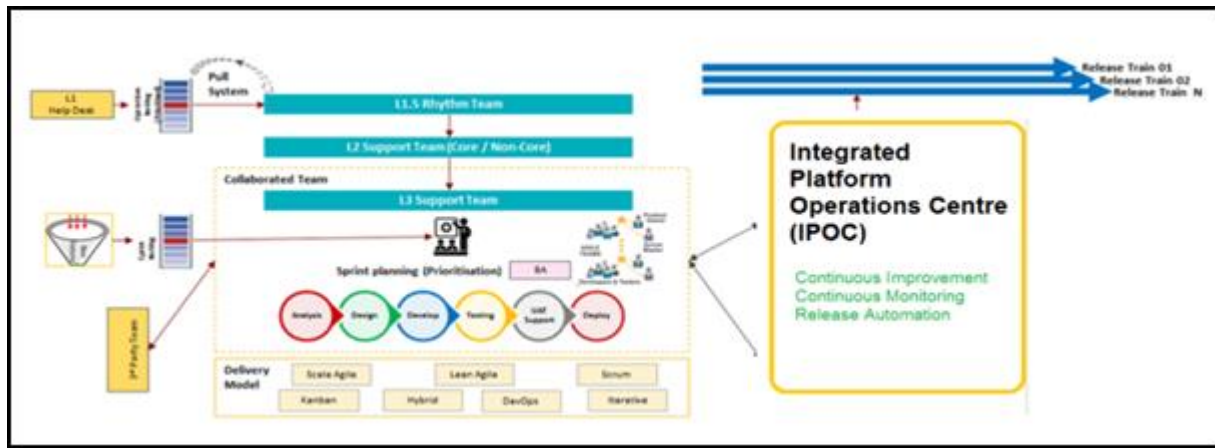 L1
Help Desk
Pull
System
L1.5 Rhythm Team
L2 Support Team (Core / Non-Core)
Collaborated Team
L3 Support Team
Sprint planning (Prioritisation)
BA
Analysis
Design
Develop
Testing
UAT
Support
Deploy
3rd Party Team
Delivery
Model
Scale Agile
Lean Agile
Scrum
Kanban
Hybrid
DevOps
Iterative
Release Train 01
Release Train 02
Release Train N
Integrated
Platform
Operations Centre
(IPOC)
Continuous Improvement
Continuous Monitoring
Release Automation